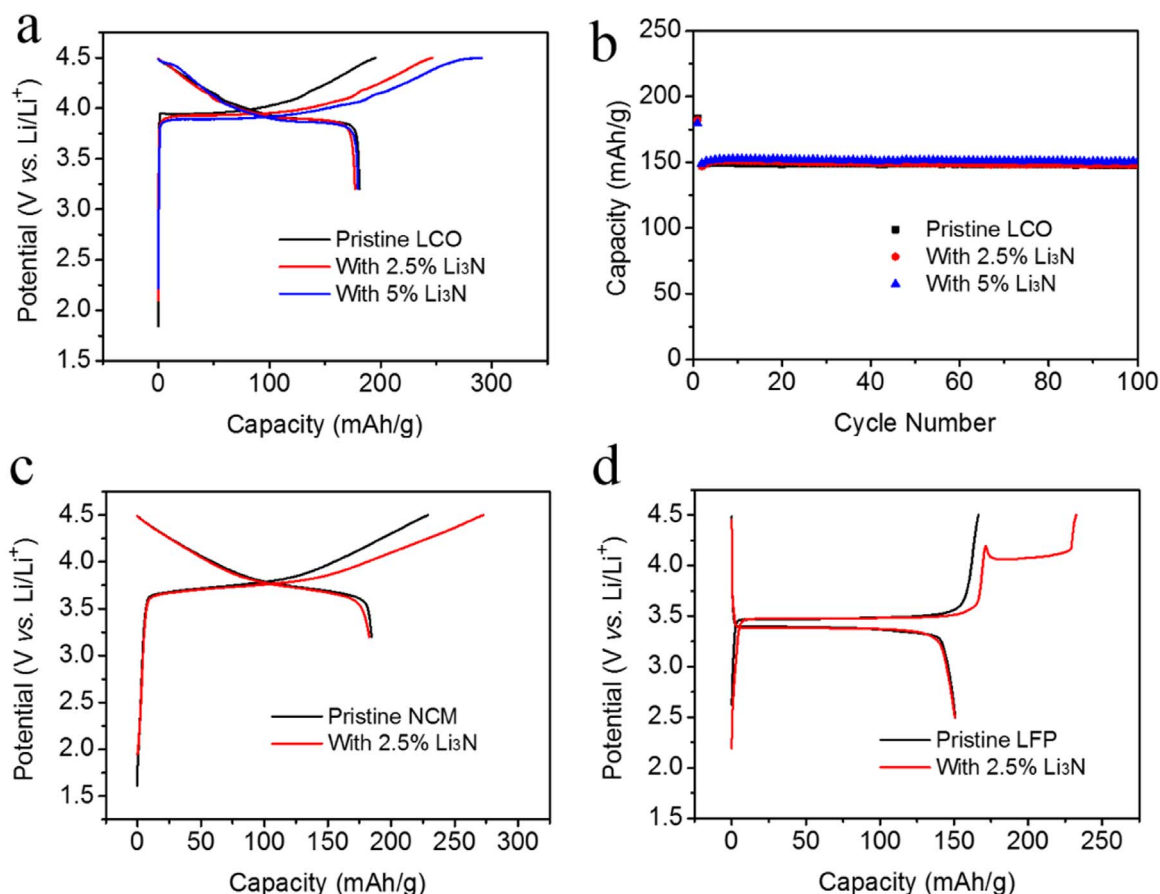 a
Potential (V vs. Li/Li⁺)
4.5
4.0
3.5
3.0
2.5
2.0
1.5
Pristine LCO
With 2.5% Li₃N
With 5% Li₃N
0 100 200 300
Capacity (mAh/g)
b
Capacity (mAh/g)
250
200
150
100
50
0
Pristine LCO
With 2.5% Li₃N
With 5% Li₃N
0 20 40 60 80 100
Cycle Number
c
Potential (V vs. Li/Li⁺)
4.5
4.0
3.5
3.0
2.5
2.0
1.5
Pristine NCM
With 2.5% Li₃N
0 50 100 150 200 250 300
Capacity (mAh/g)
d
Potential (V vs. Li/Li⁺)
4.5
4.0
3.5
3.0
2.5
2.0
1.5
Pristine LFP
With 2.5% Li₃N
0 50 100 150 200 250
Capacity (mAh/g)